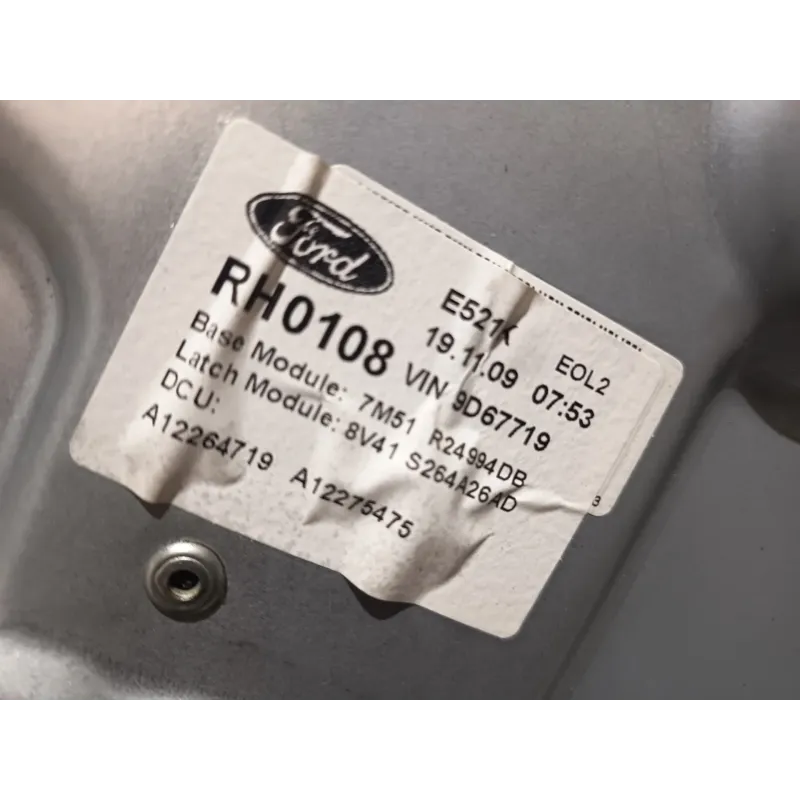 Ford
E521K EOL2
19.11.09 07:53
RH0108 VIN 9D67719
Base Module: 7M51 R24994DB
Latch Module: 8V41 S264A26AD
DCU:
A12264719 A12275475
3